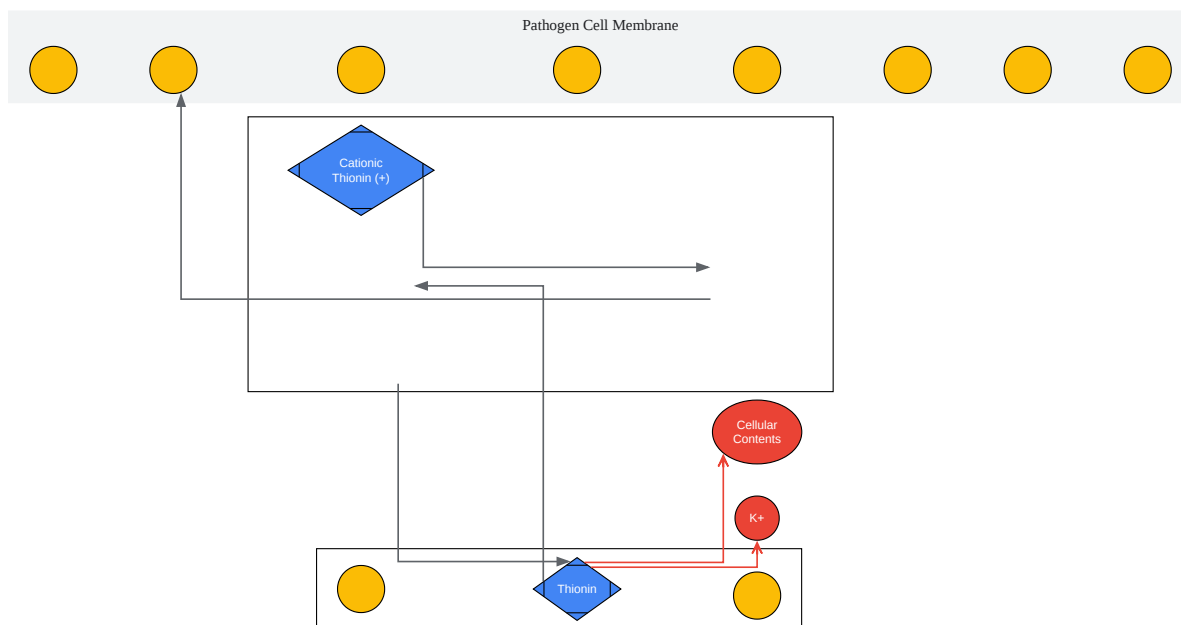 Pathogen Cell Membrane
Cationic
Thionin (+)
Cellular
Contents
K+
Thionin